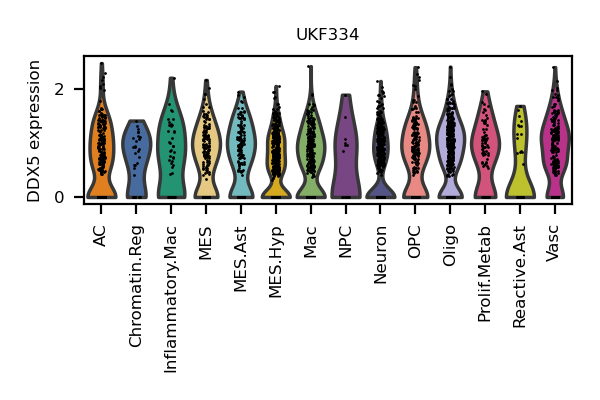 UKF334
DDX5 expression
2
0
AC
Chromatin.Reg
Inflammatory.Mac
MES
MES.Ast
MES.Hyp
Mac
NPC
Neuron
OPC
Oligo
Prolif.Metab
Reactive.Ast
Vasc